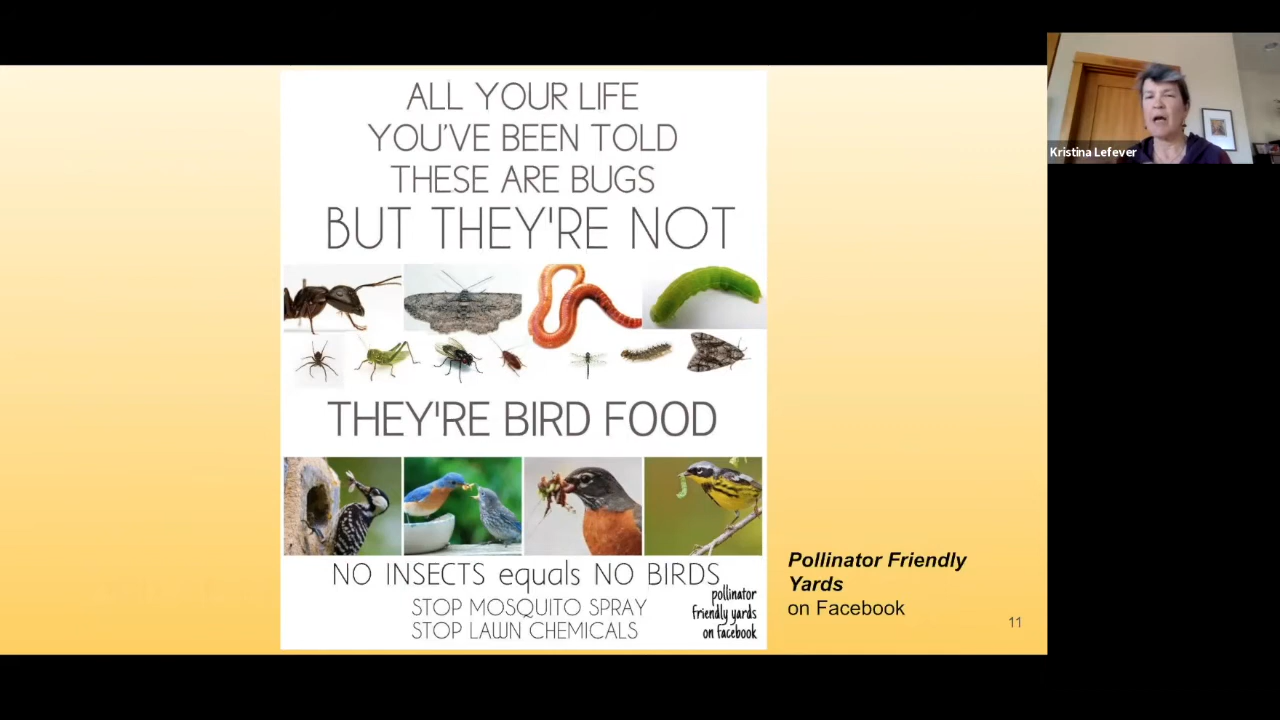 ALL YOUR LIFE
YOU'VE BEEN TOLD
THESE ARE BUGS
BUT THEY'RE NOT
THEY'RE BIRD FOOD
NO INSECTS equals NO BIRDS
STOP MOSQUITO SPRAY
STOP LAWN CHEMICALS
pollinator
friendly yards
on facebook
Pollinator Friendly
Yards
on Facebook
11
Kristina Lefever